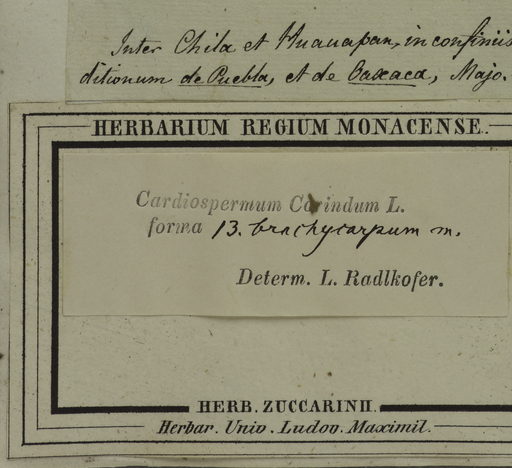 Inter Chila et Huauapan, in confiniis
ditionum de Puebla, et de Oaxaca, Majo.
HERBARIUM REGIUM MONACENSE.
Cardiospermum Corindum L.
forma 13. brachycarpum m.
Determ. L. Radlkofer.
HERB. ZUCCARINII.
Herbar. Univ. Ludov. Maximil.